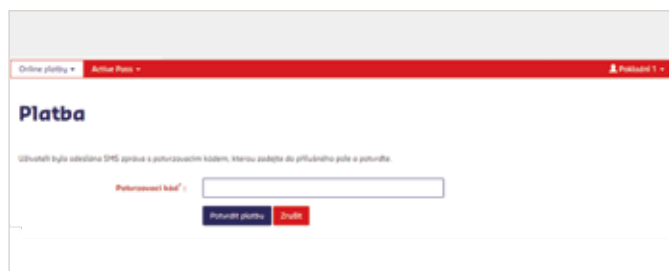 Online platby Active Pass Pokladní 1
Platba
Uživateli byla odeslána SMS zpráva s potvrzovacím kódem, kterou zadejte do příslušného pole a potvrďte.
Potvrzovací kód* :
Potvrdit platbu Zrušit